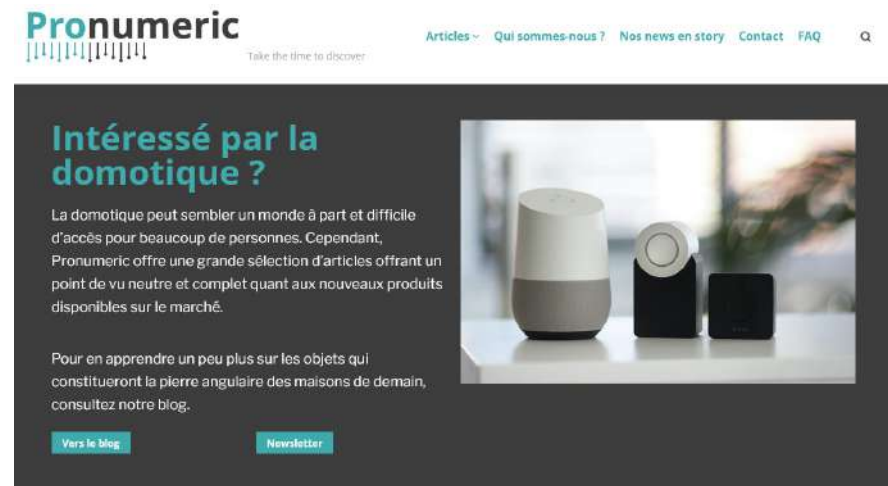 Pronumeric
Take the time to discover
Articles Qui sommes-nous ? Nos news en story Contact FAQ
Intéressé par la
domotique ?
La domotique peut sembler un monde à part et difficile
d'accès pour beaucoup de personnes. Cependant,
Pronumeric offre une grande sélection d'articles offrant un
point de vu neutre et complet quant aux nouveaux produits
disponibles sur le marché.
Pour en apprendre un peu plus sur les objets qui
constitueront la pierre angulaire des maisons de demain,
consultez notre blog.
Vers le blog Newsletter